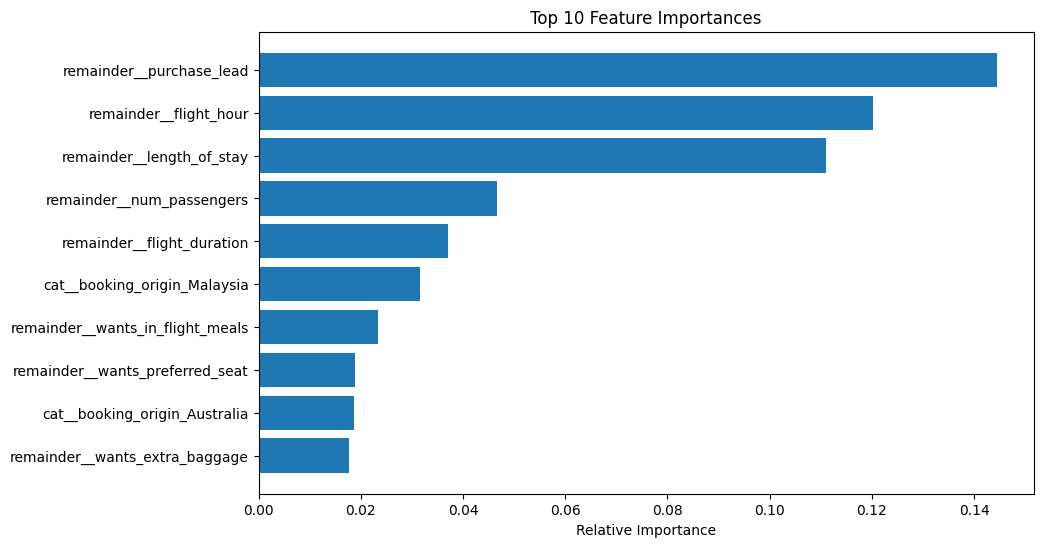 Top 10 Feature Importances
remainder__purchase_lead
remainder__flight_hour
remainder__length_of_stay
remainder__num_passengers
remainder__flight_duration
cat__booking_origin_Malaysia
remainder__wants_in_flight_meals
remainder__wants_preferred_seat
cat__booking_origin_Australia
remainder__wants_extra_baggage
0.00 0.02 0.04 0.06 0.08 0.10 0.12 0.14
Relative Importance